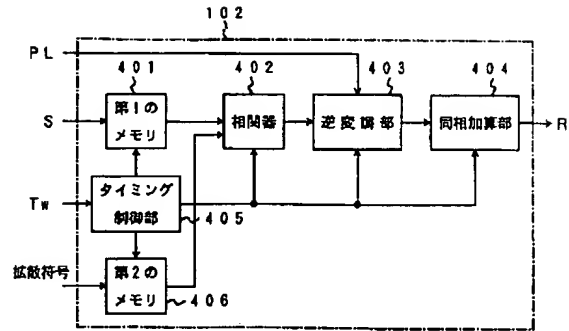 102
PL
401
402
403
404
S
第1の
メモリ
相関器
逆変調部
同相加算部
R
Tw
タイミング
制御部
405
拡散符号
第2の
メモリ
406